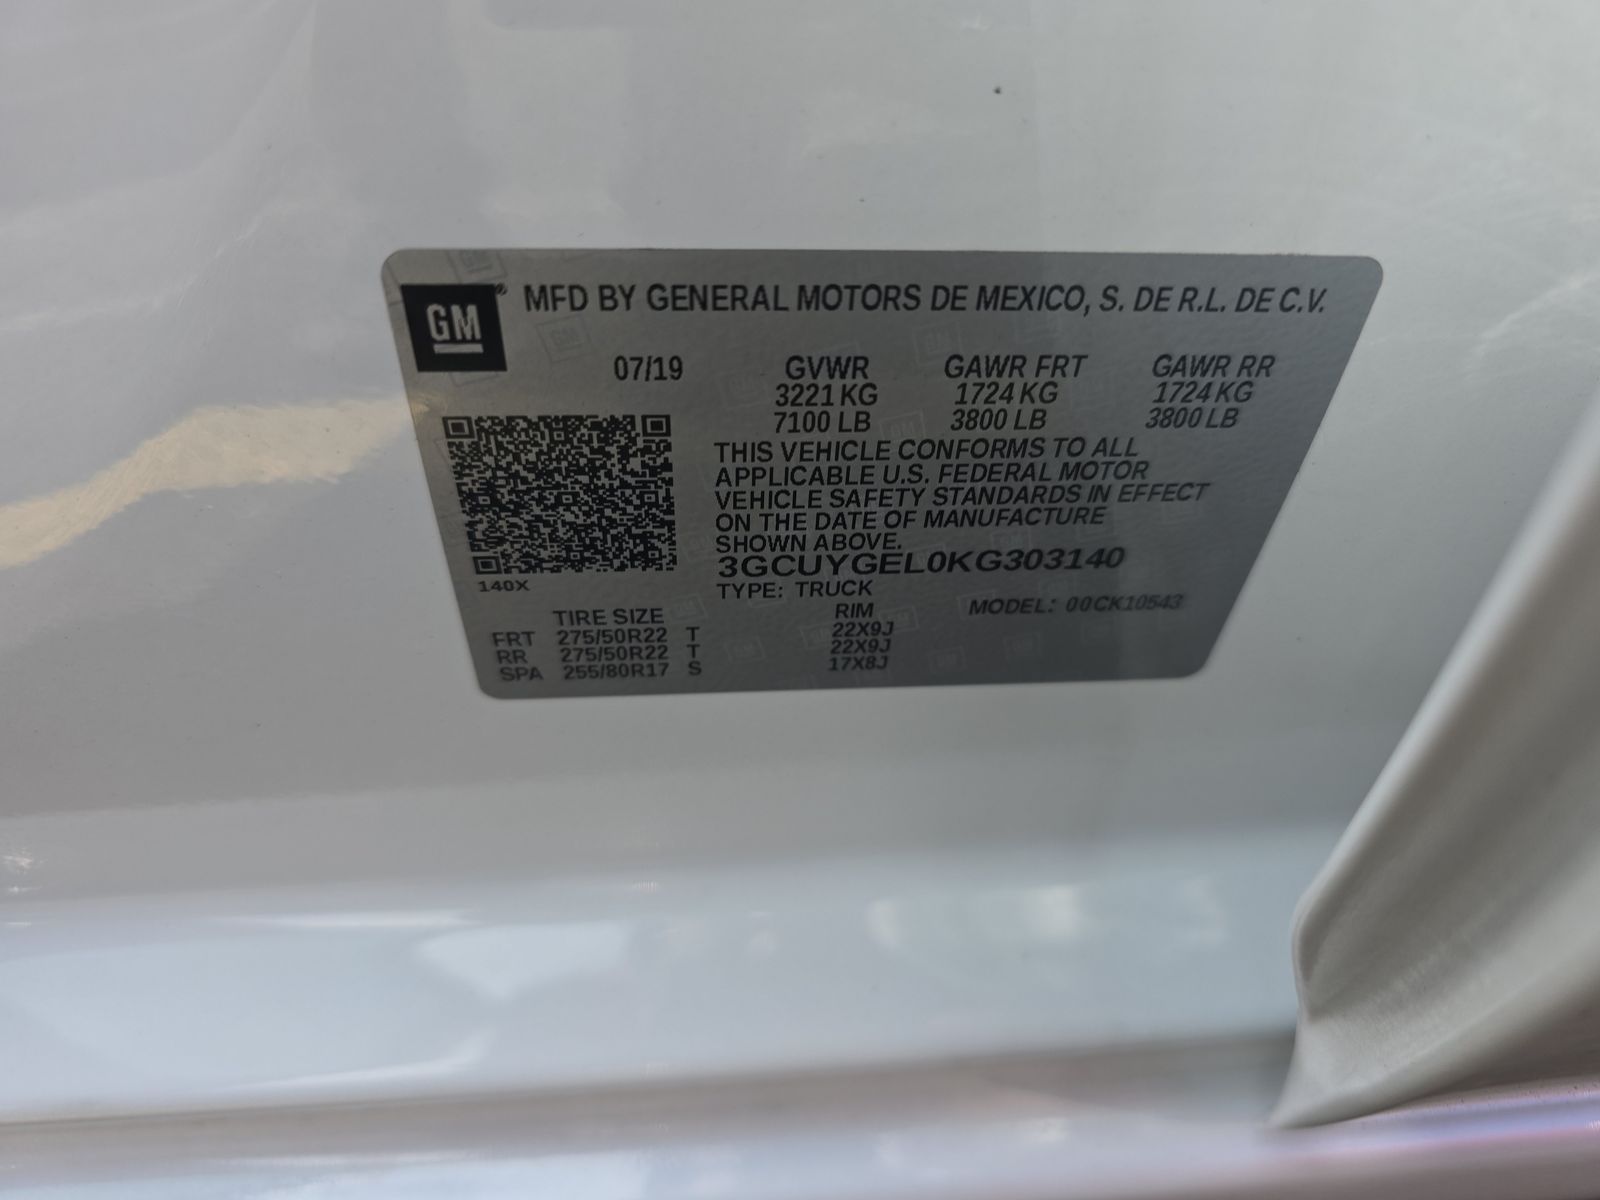 GM
MFD BY GENERAL MOTORS DE MEXICO, S. DE R.L. DE C.V.
07/19 GVWR GAWR FRT GAWR RR
3221 KG 1724 KG 1724 KG
7100 LB 3800 LB 3800 LB
THIS VEHICLE CONFORMS TO ALL
APPLICABLE U.S. FEDERAL MOTOR
VEHICLE SAFETY STANDARDS IN EFFECT
ON THE DATE OF MANUFACTURE
SHOWN ABOVE.
3GCUYGEL0KG303140
140X
TYPE: TRUCK
MODEL: 00CK10543
TIRE SIZE RIM
FRT 275/50R22 T 22X9J
RR 275/50R22 T 22X9J
SPA 255/80R17 S 17X8J